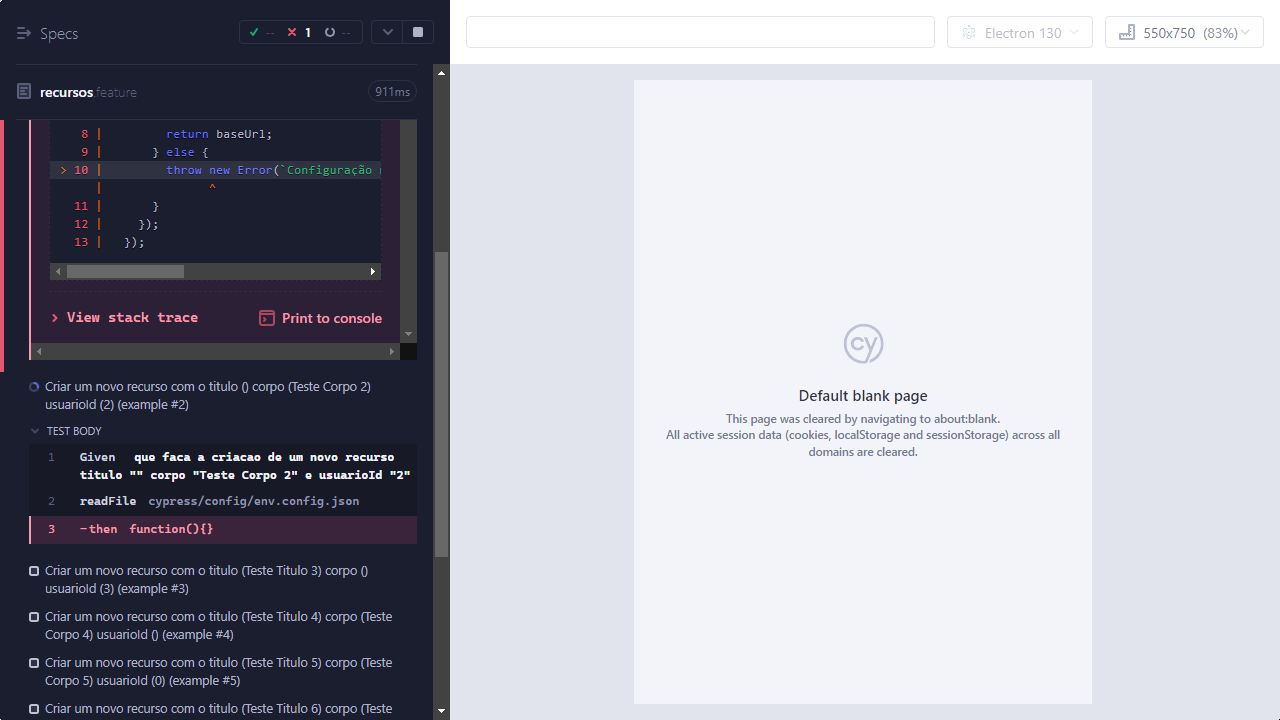 Specs
-- 1 --
Electron 130
550x750 (83%)
recursos.feature
911ms
8 | return baseUrl;
9 | } else {
> 10 | throw new Error(`Configuração
| ^
11 | }
12 | });
13 | });
View stack trace
Print to console
Criar um novo recurso com o titulo () corpo (Teste Corpo 2)
usuarioId (2) (example #2)
TEST BODY
1 Given que faca a criacao de um novo recurso
titulo "" corpo "Teste Corpo 2" e usuarioId "2"
2 readFile cypress/config/env.config.json
3 -then function(){}
Criar um novo recurso com o titulo (Teste Titulo 3) corpo ()
usuarioId (3) (example #3)
Criar um novo recurso com o titulo (Teste Titulo 4) corpo (Teste
Corpo 4) usuarioId () (example #4)
Criar um novo recurso com o titulo (Teste Titulo 5) corpo (Teste
Corpo 5) usuarioId (0) (example #5)
Criar um novo recurso com o titulo (Teste Titulo 6) corpo (Teste
cy
Default blank page
This page was cleared by navigating to about:blank.
All active session data (cookies, localStorage and sessionStorage) across all
domains are cleared.